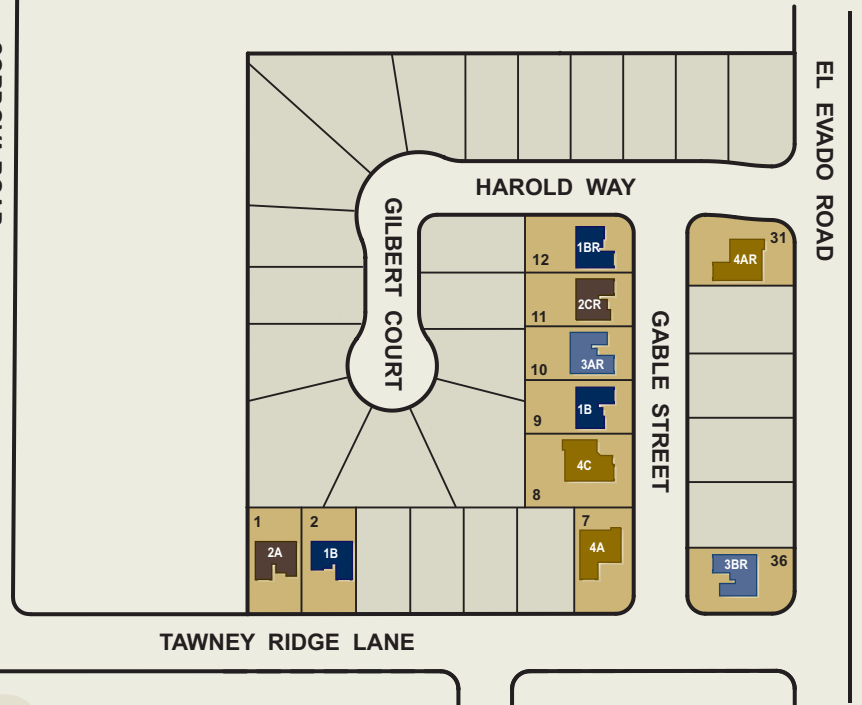 HAROLD WAY
EL EVADO ROAD
GILBERT COURT
GABLE STREET
31
4AR
12
1BR
11
2CR
10
3AR
9
1B
8
4C
1
2A
2
1B
7
4A
36
3BR
TAWNEY RIDGE LANE